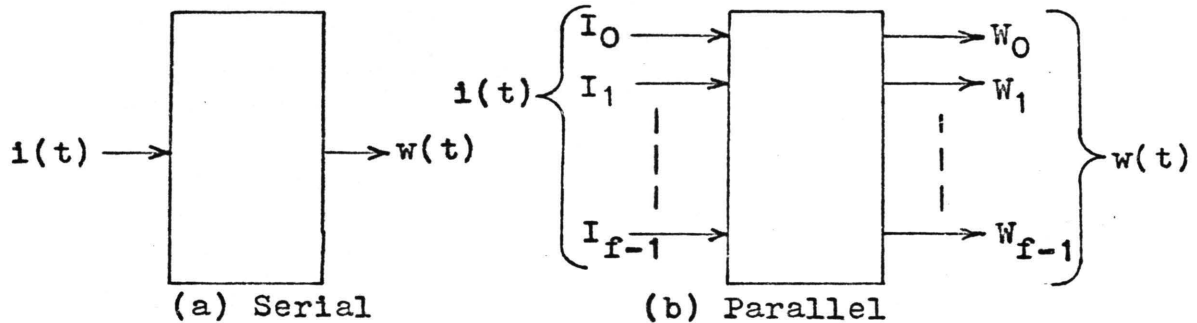 i(t)
w(t)
(a) Serial
i(t)
I0
I1
If-1
W0
W1
Wf-1
w(t)
(b) Parallel